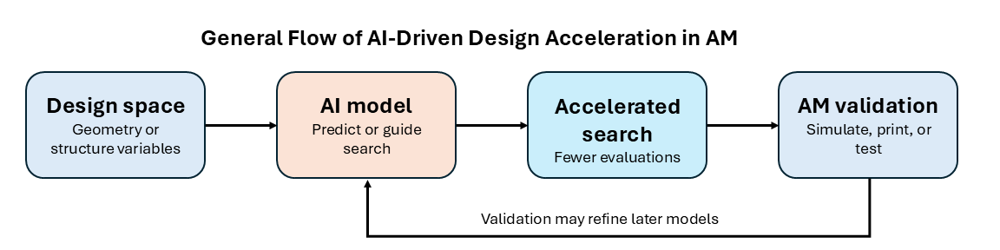 General Flow of AI-Driven Design Acceleration in AM
Design space
Geometry or
structure variables
AI model
Predict or guide
search
Accelerated
search
Fewer evaluations
AM validation
Simulate, print, or
test
Validation may refine later models